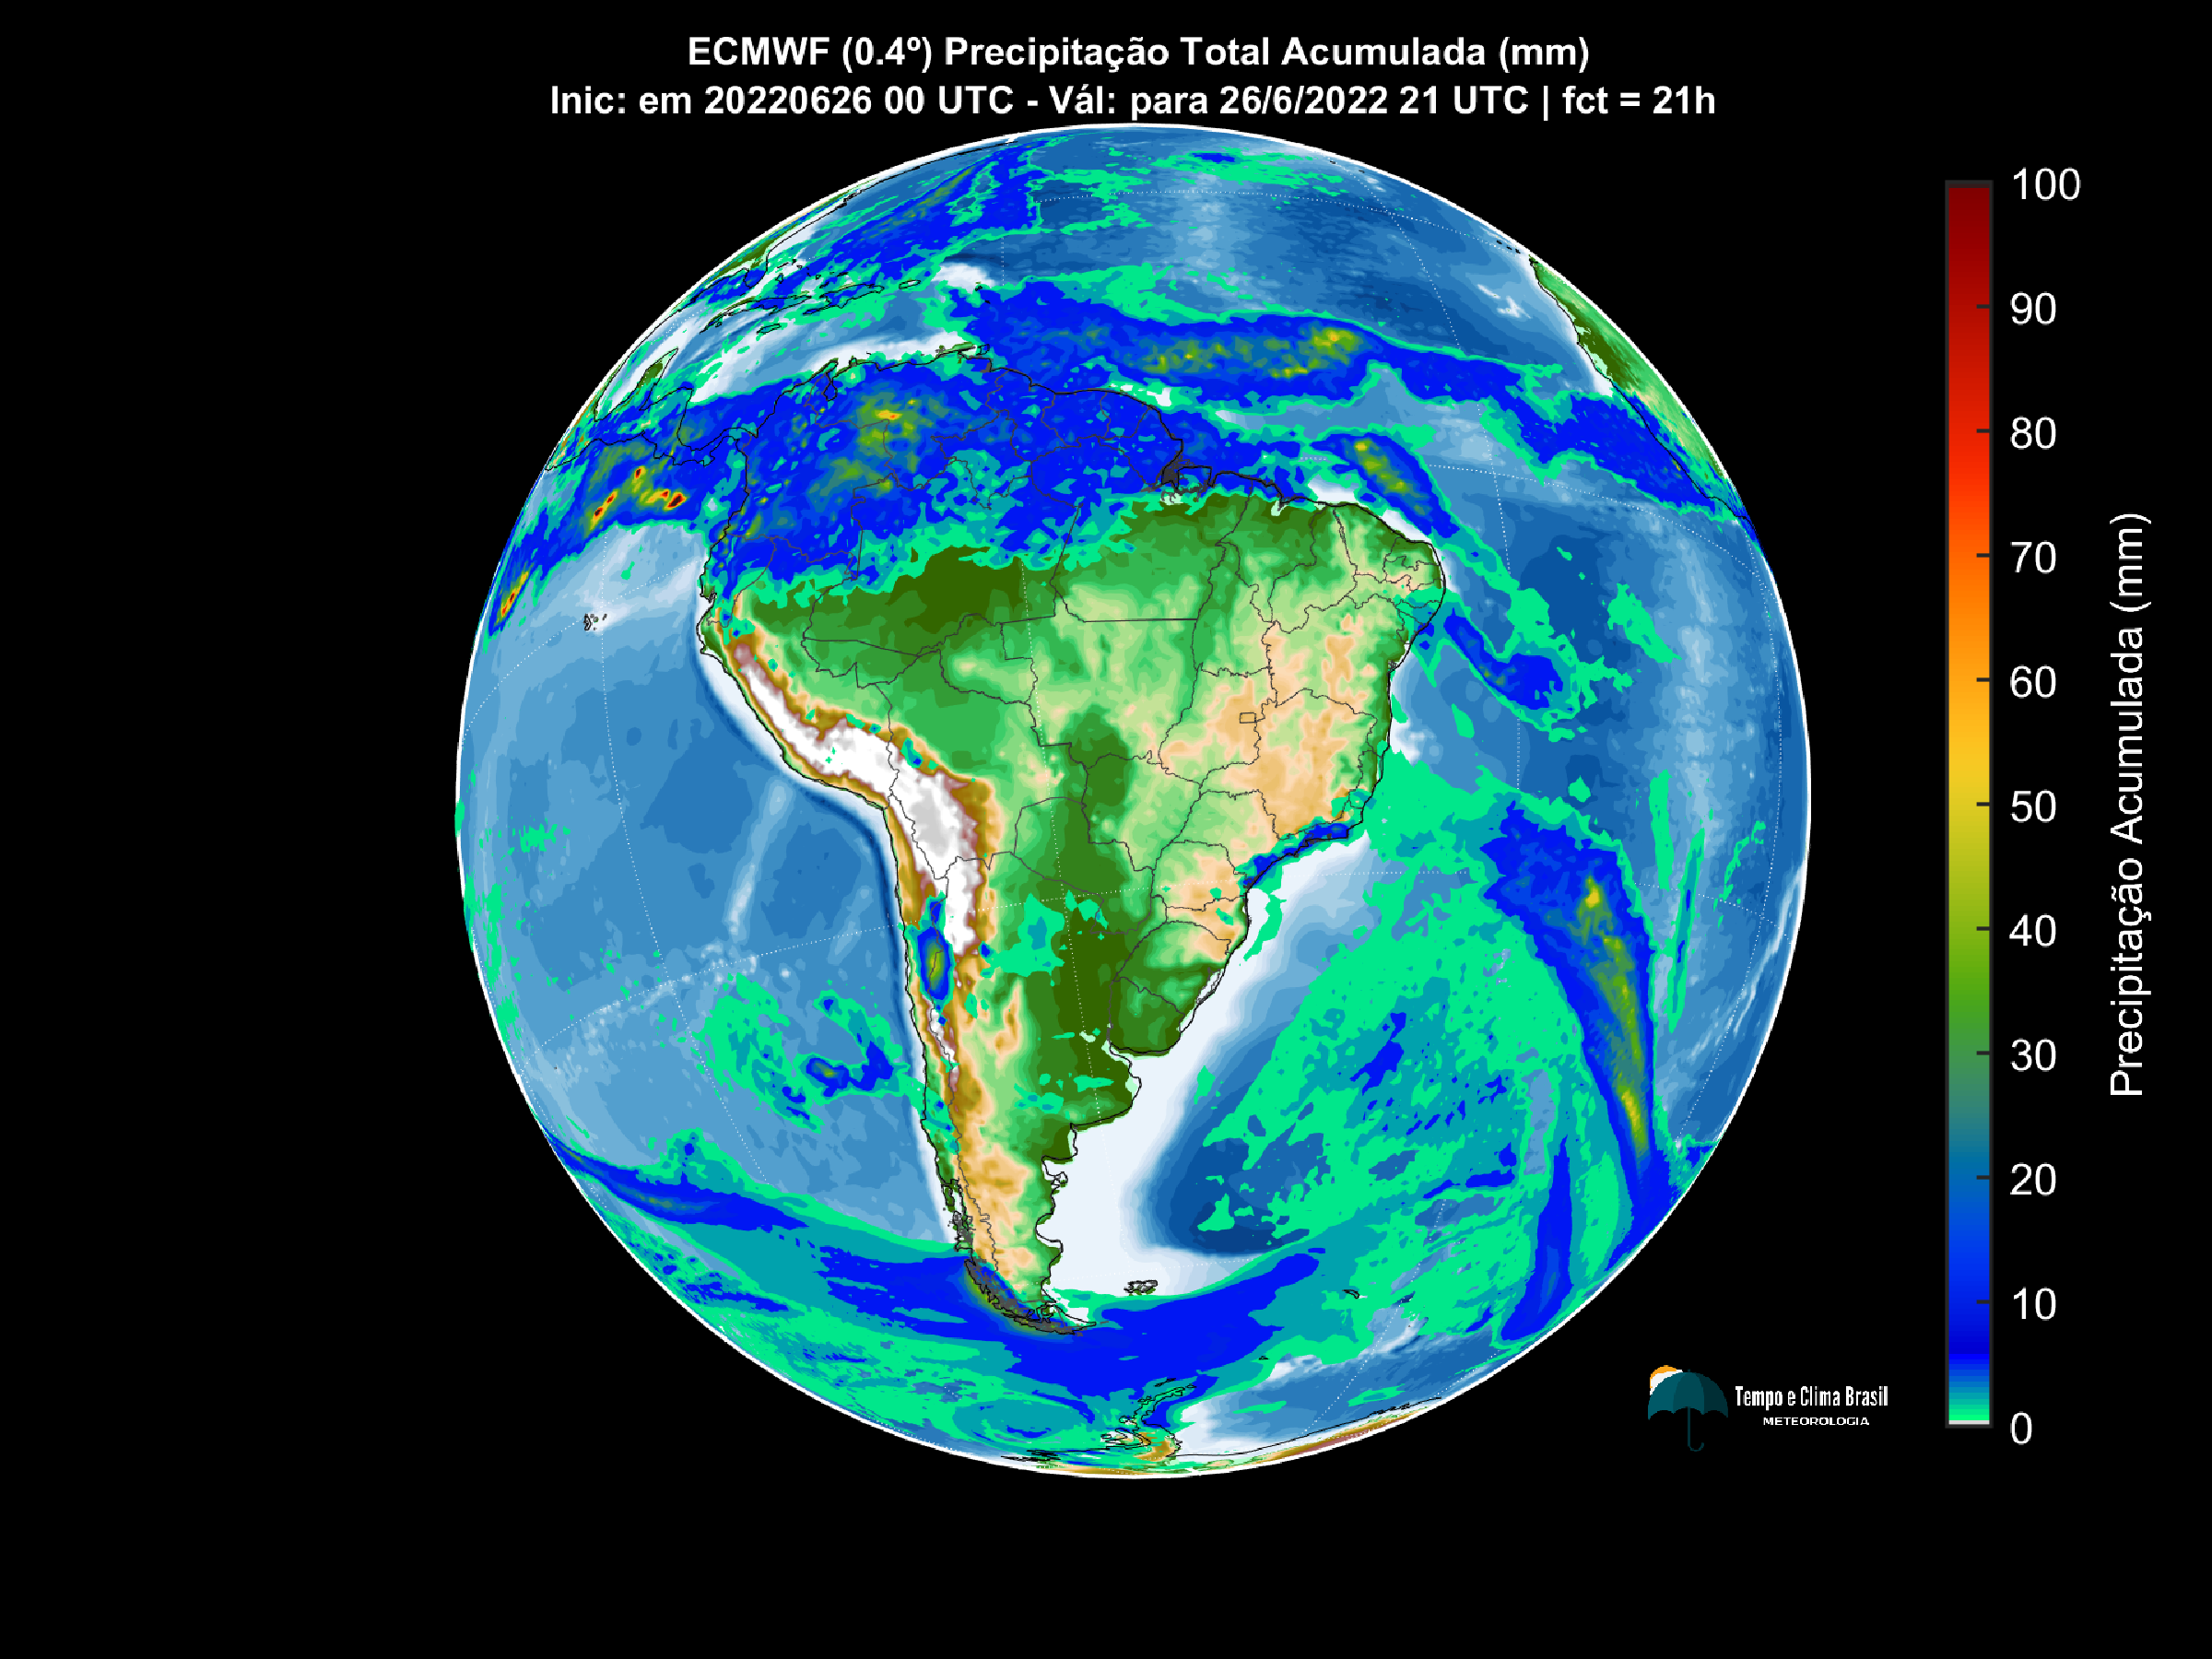 ECMWF (0.4º) Precipitação Total Acumulada (mm)
Inic: em 20220626 00 UTC - Vál: para 26/6/2022 21 UTC | fct = 21h
100
90
80
70
60
50
40
30
20
10
0
Precipitação Acumulada (mm)
Tempo e Clima Brasil
METEOROLOGIA